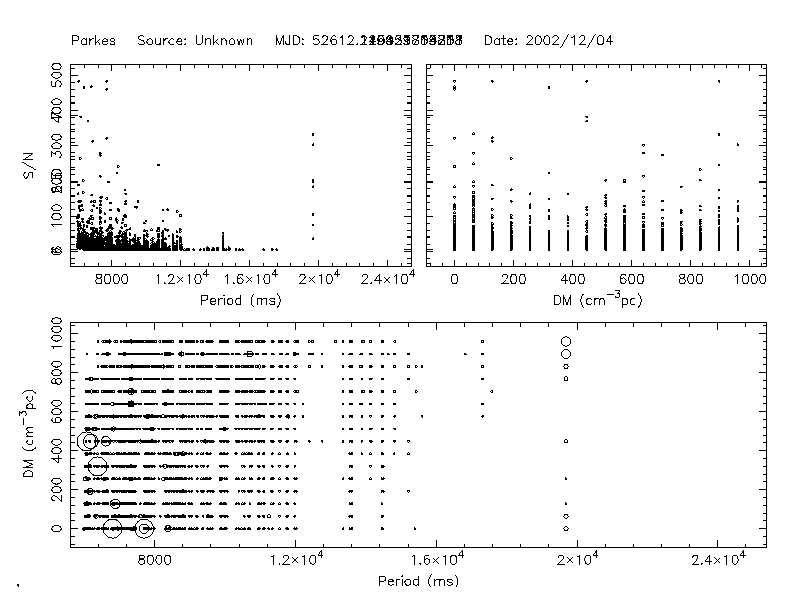 Parkes Source: Unknown MJD: Date: 2002/12/04
S/N
500
400
300
200
100
0
8000 1.2×10⁴ 1.6×10⁴ 2×10⁴ 2.4×10⁴
Period (ms)
0 200 400 600 800 1000
DM (cm⁻³pc)
DM (cm⁻³pc)
1000
800
600
400
200
0
8000 1.2×10⁴ 1.6×10⁴ 2×10⁴ 2.4×10⁴
Period (ms)